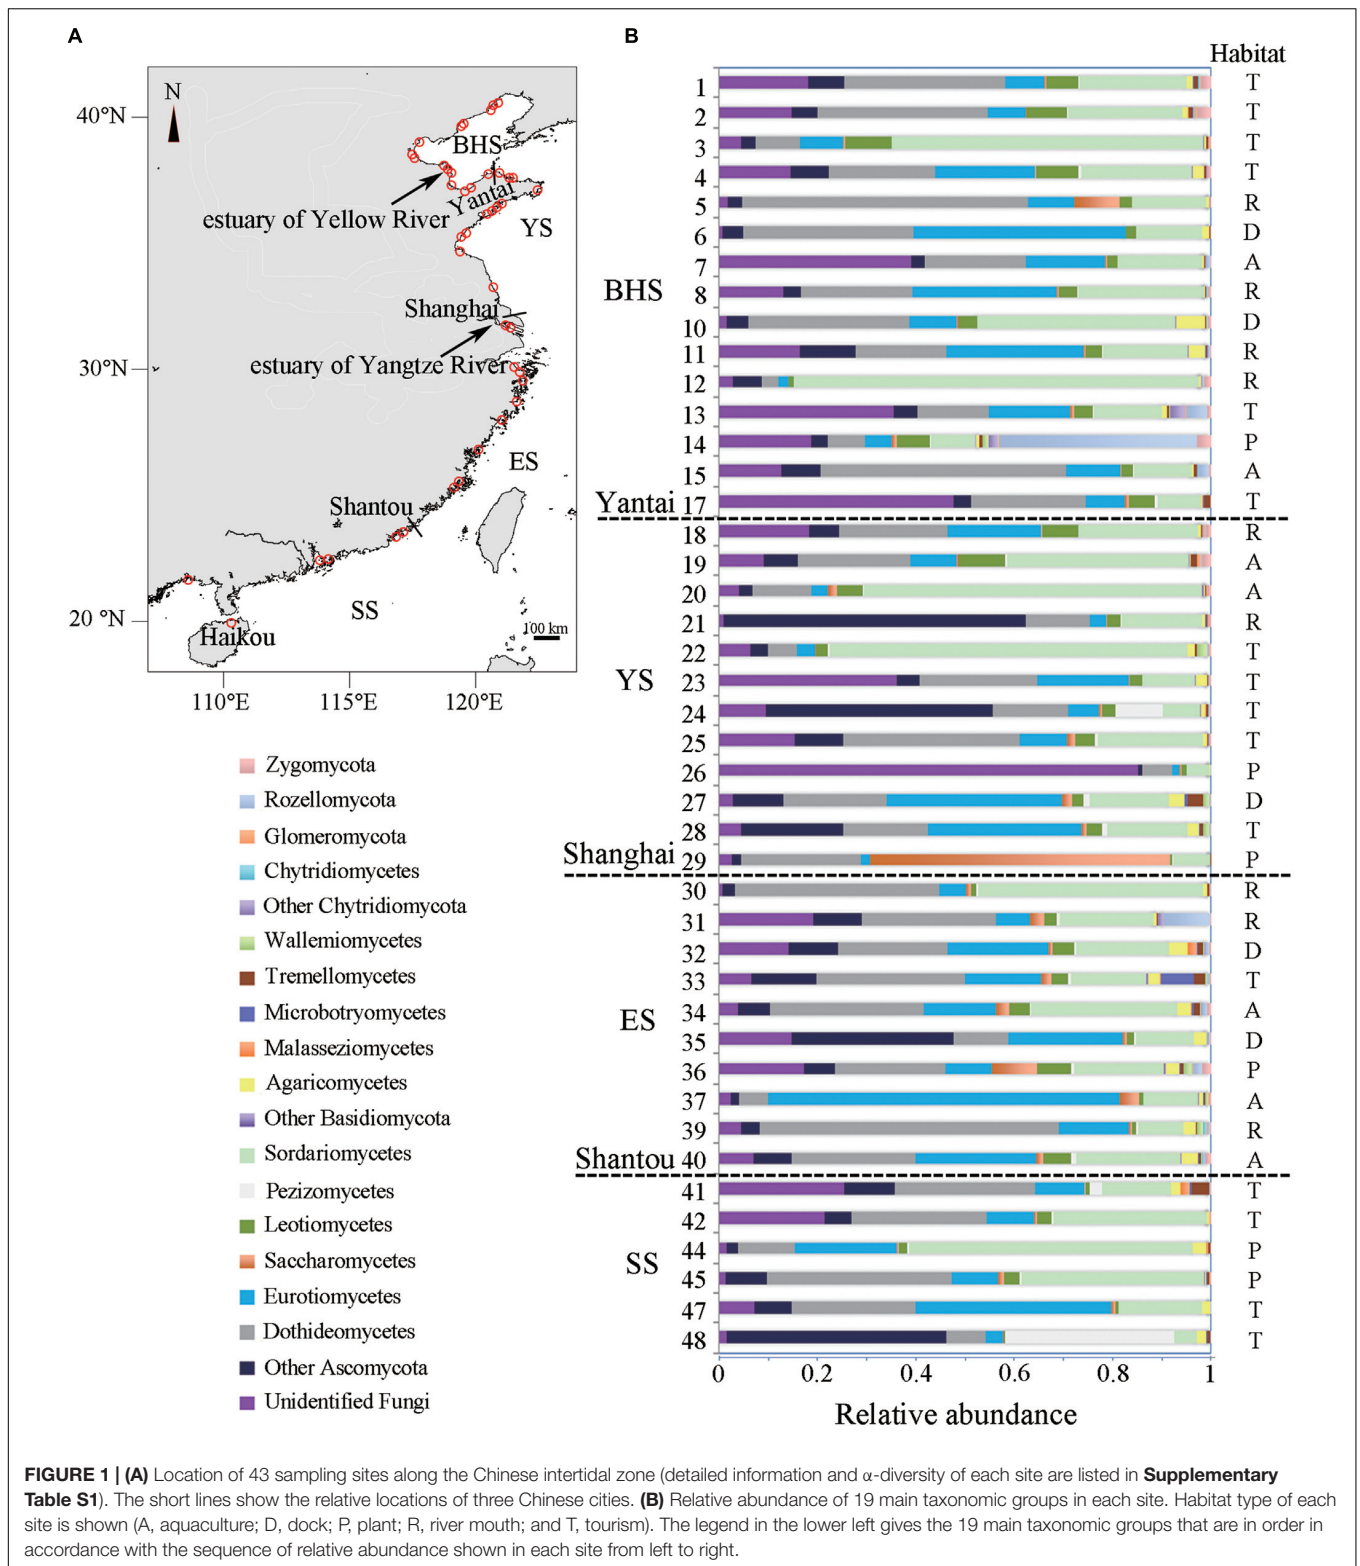 A
N
40°N
30°N
20 °N
110°E
115°E
120°E
BHS
estuary of Yellow River
Yantai
YS
Shanghai
estuary of Yangtze River
ES
Shantou
SS
Haikou
100 km
Zygomycota
Rozellomycota
Glomeromycota
Chytridiomycetes
Other Chytridiomycota
Wallemiomycetes
Tremellomycetes
Microbotryomycetes
Malasseziomycetes
Agaricomycetes
Other Basidiomycota
Sordariomycetes
Pezizomycetes
Leotiomycetes
Saccharomycetes
Eurotiomycetes
Dothideomycetes
Other Ascomycota
Unidentified Fungi
B
Habitat
1 T
2 T
3 T
4 T
5 R
6 D
7 A
BHS
8 R
10 D
11 R
12 R
13 T
14 P
15 A
Yantai 17 T
18 R
19 A
20 A
21 R
22 T
YS
23 T
24 T
25 T
26 P
27 D
28 T
Shanghai 29 P
30 R
31 R
32 D
33 T
34 A
ES
35 D
36 P
37 A
39 R
Shantou 40 A
41 T
42 T
44 P
SS
45 P
47 T
48 T
0 0.2 0.4 0.6 0.8 1
Relative abundance
FIGURE 1 | (A) Location of 43 sampling sites along the Chinese intertidal zone (detailed information and α-diversity of each site are listed in Supplementary
Table S1). The short lines show the relative locations of three Chinese cities. (B) Relative abundance of 19 main taxonomic groups in each site. Habitat type of each
site is shown (A, aquaculture; D, dock; P, plant; R, river mouth; and T, tourism). The legend in the lower left gives the 19 main taxonomic groups that are in order in
accordance with the sequence of relative abundance shown in each site from left to right.